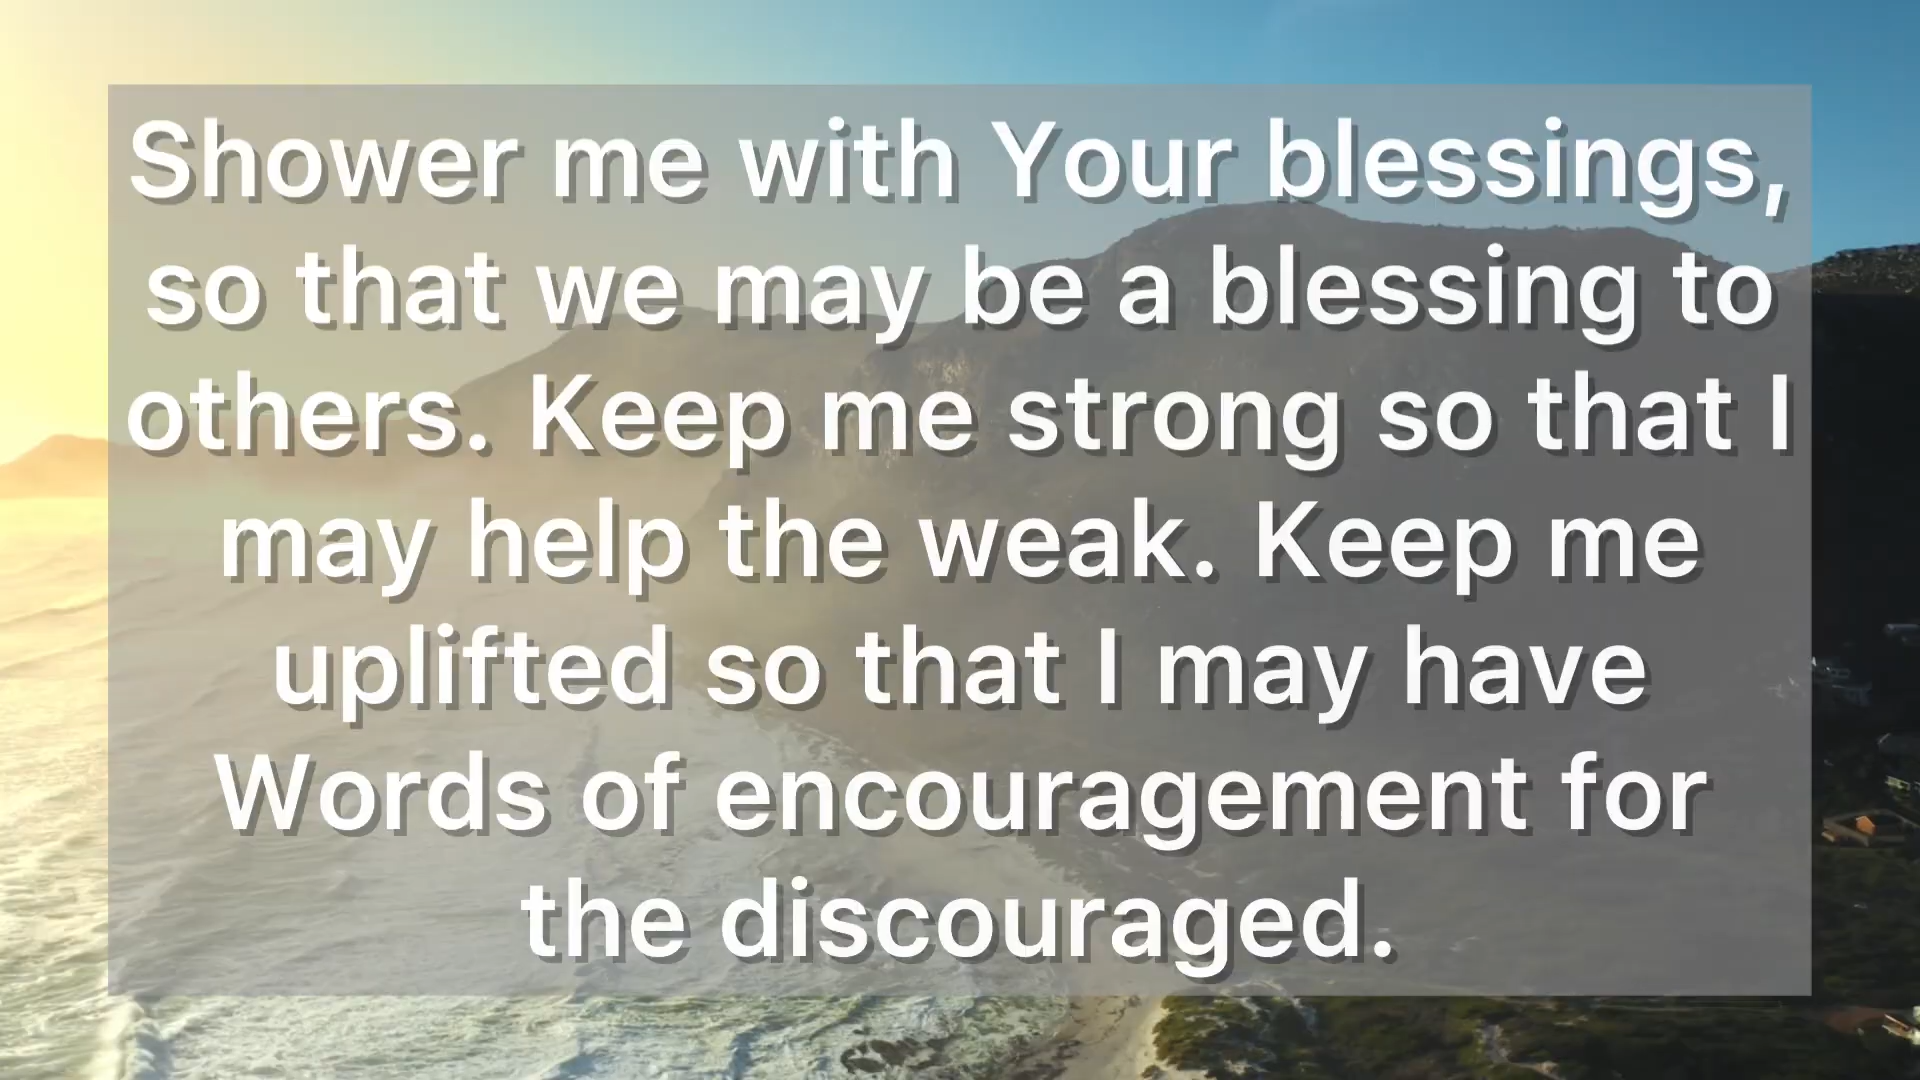 Shower me with Your blessings,
so that we may be a blessing to
others. Keep me strong so that I
may help the weak. Keep me
uplifted so that I may have
Words of encouragement for
the discouraged.